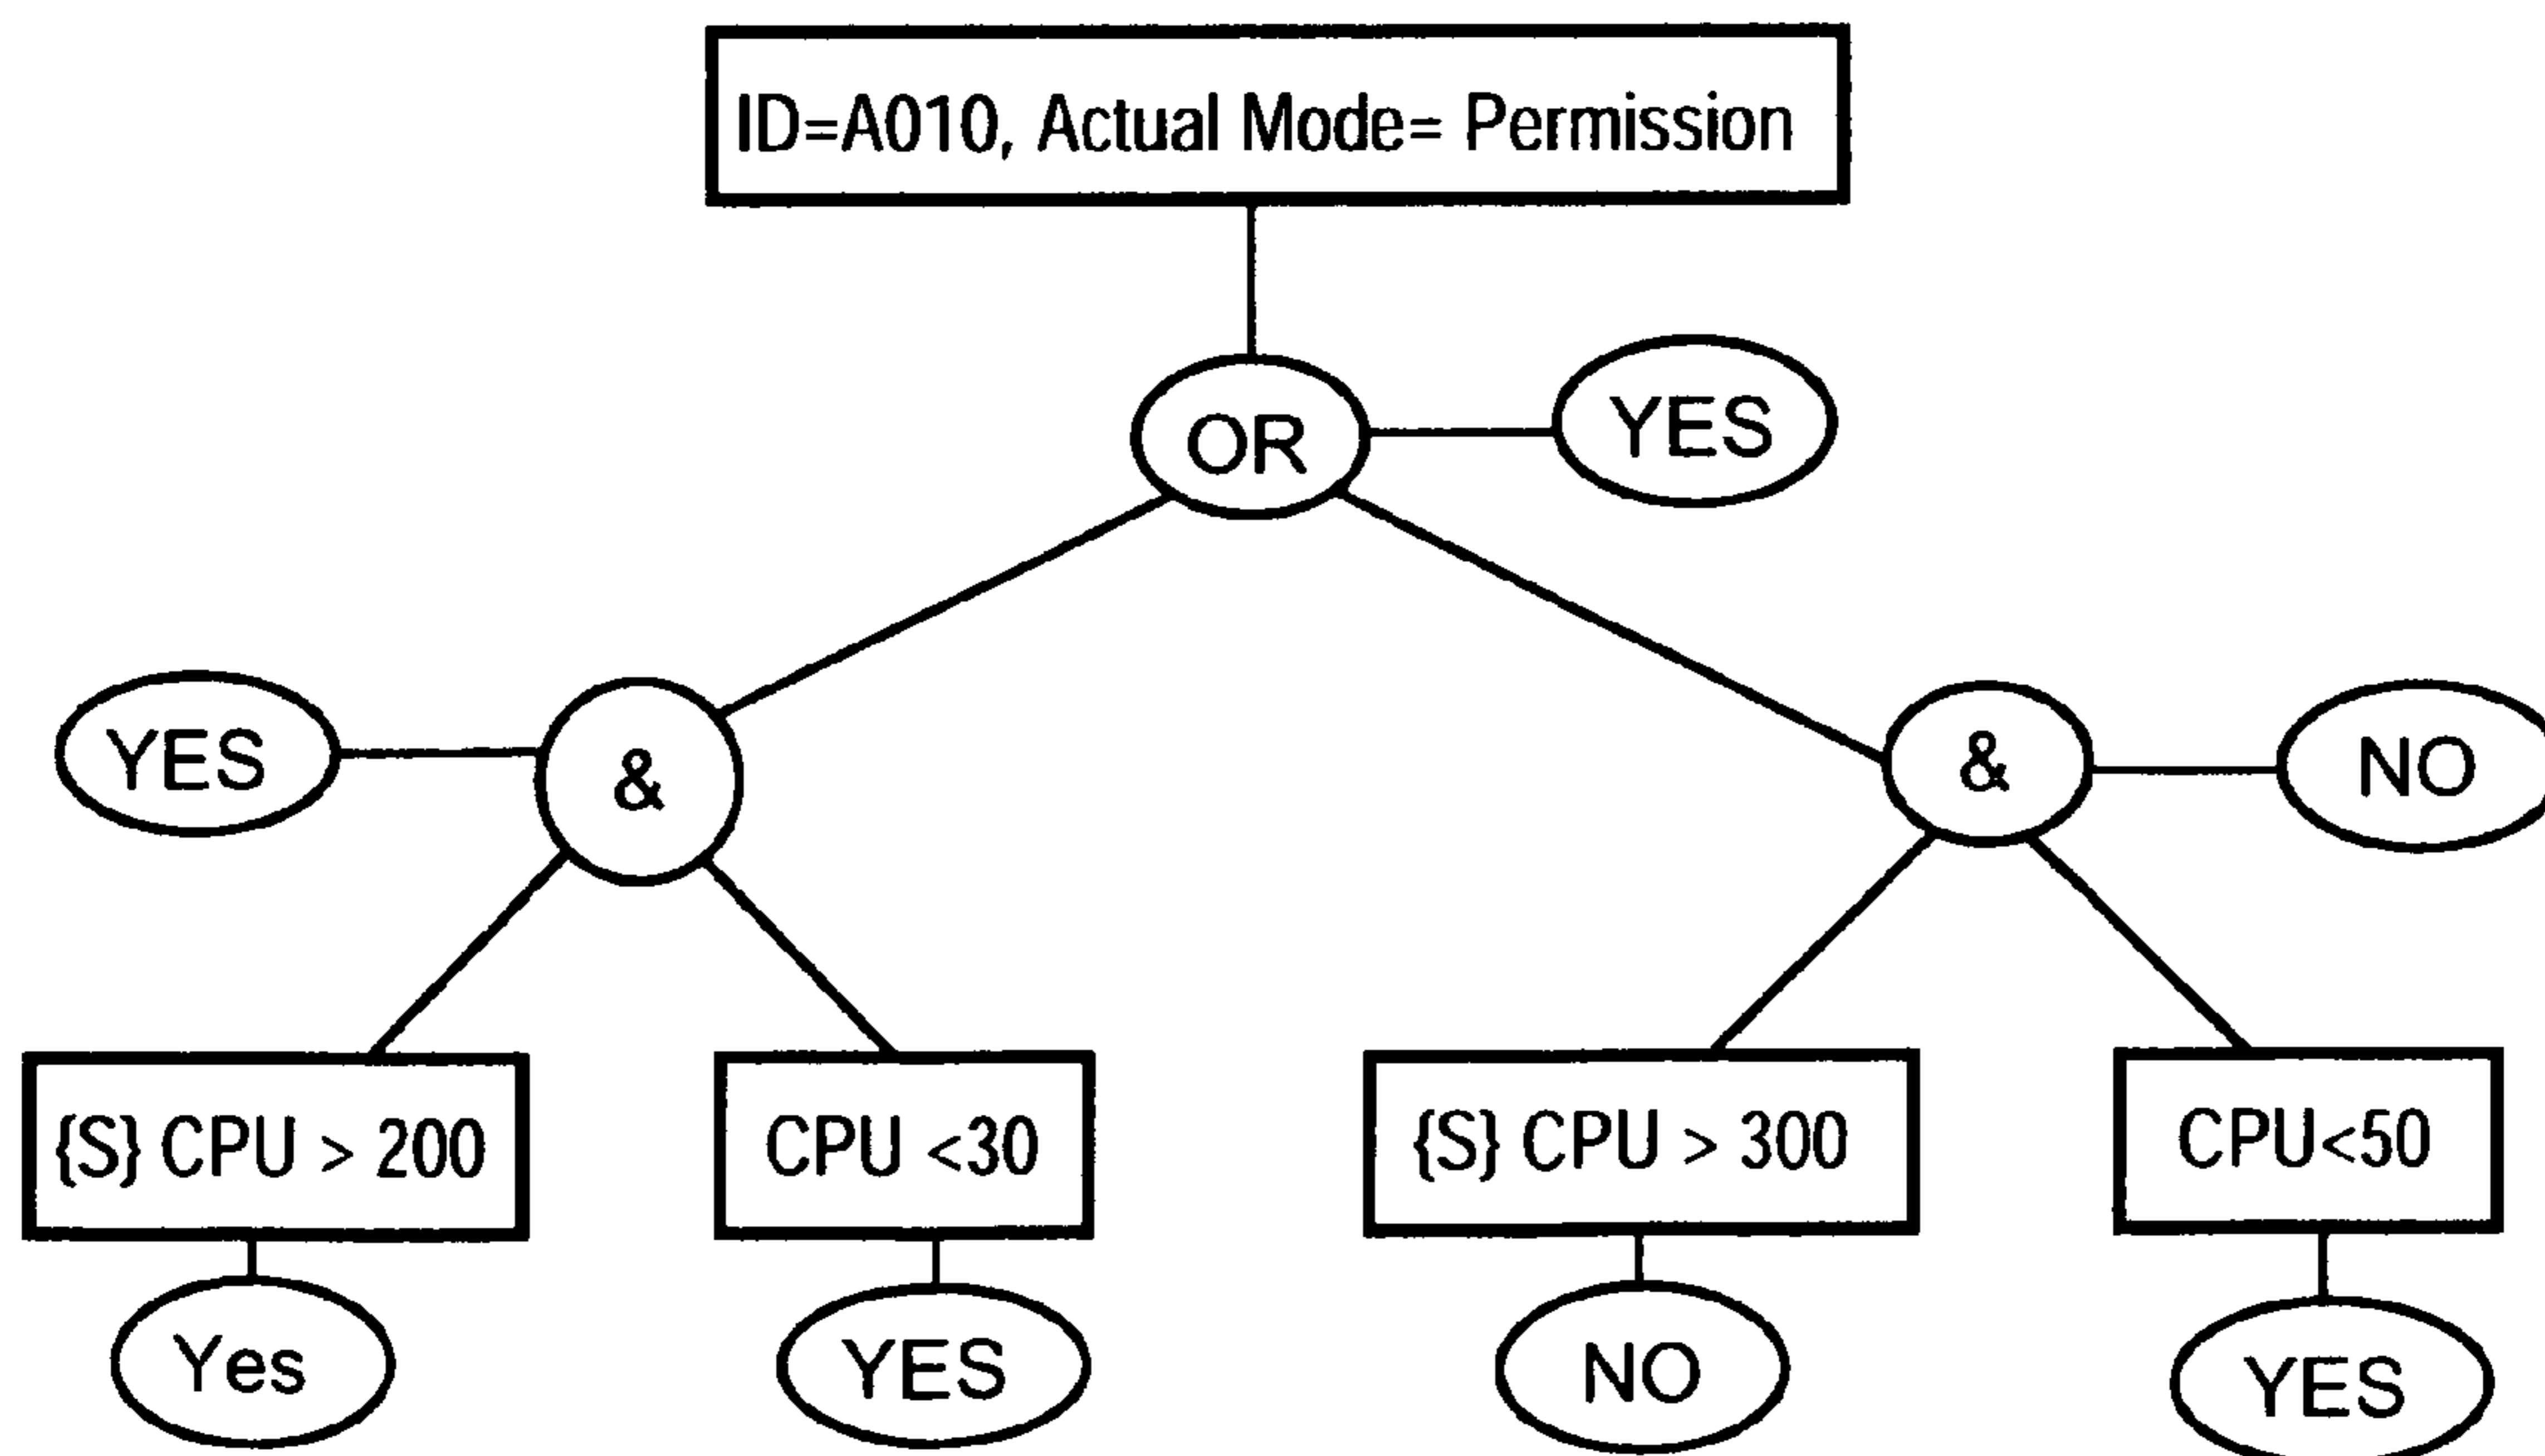 ID=A010, Actual Mode= Permission
OR
YES
YES
&
&
NO
{S} CPU > 200
CPU <30
{S} CPU > 300
CPU<50
Yes
YES
NO
YES